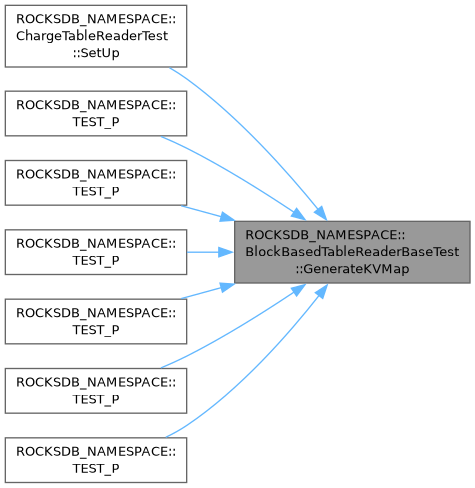 ROCKSDB_NAMESPACE::
ChargeTableReaderTest
::SetUp
ROCKSDB_NAMESPACE::
TEST_P
ROCKSDB_NAMESPACE::
TEST_P
ROCKSDB_NAMESPACE::
TEST_P
ROCKSDB_NAMESPACE::
TEST_P
ROCKSDB_NAMESPACE::
TEST_P
ROCKSDB_NAMESPACE::
TEST_P
ROCKSDB_NAMESPACE::
BlockBasedTableReaderBaseTest
::GenerateKVMap